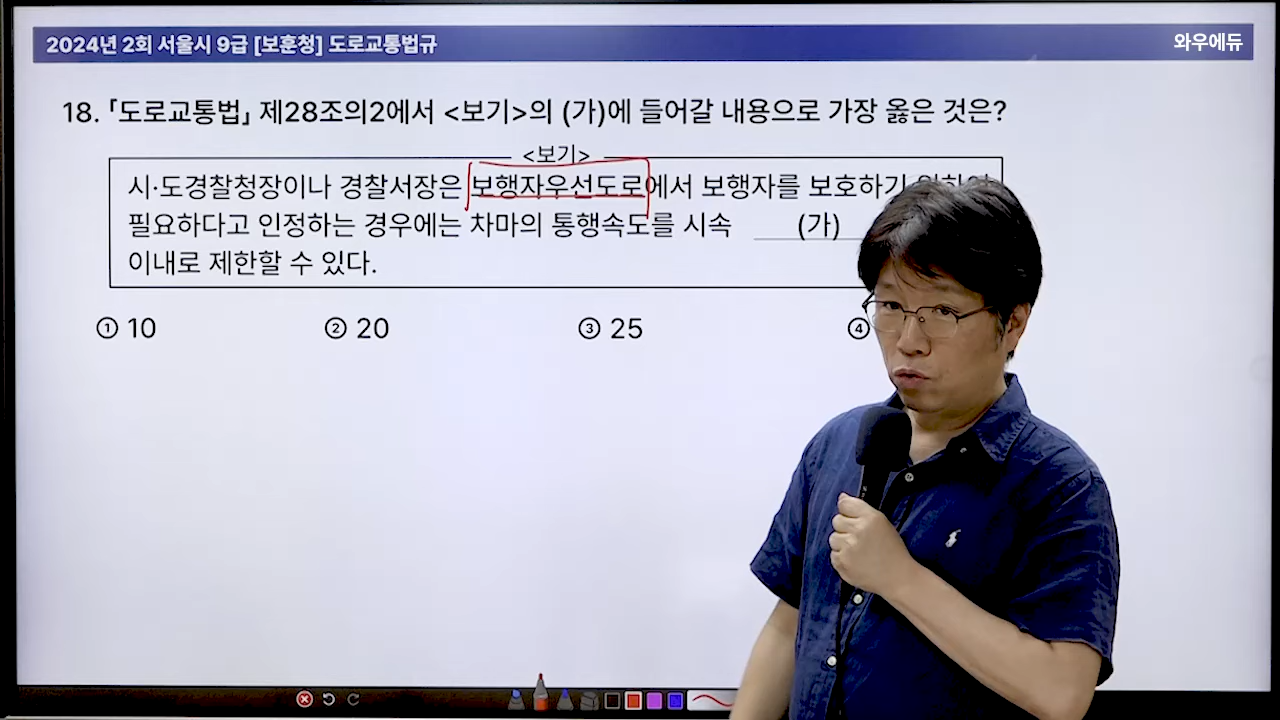 2024년 2회 서울시 9급 [보훈청] 도로교통법규
와우에듀
18. 「도로교통법」 제28조의2에서 <보기>의 (가)에 들어갈 내용으로 가장 옳은 것은?
<보기>
시·도경찰청장이나 경찰서장은 보행자우선도로에서 보행자를 보호하기
필요하다고 인정하는 경우에는 차마의 통행속도를 시속 (가)
이내로 제한할 수 있다.
① 10 ② 20 ③ 25 ④